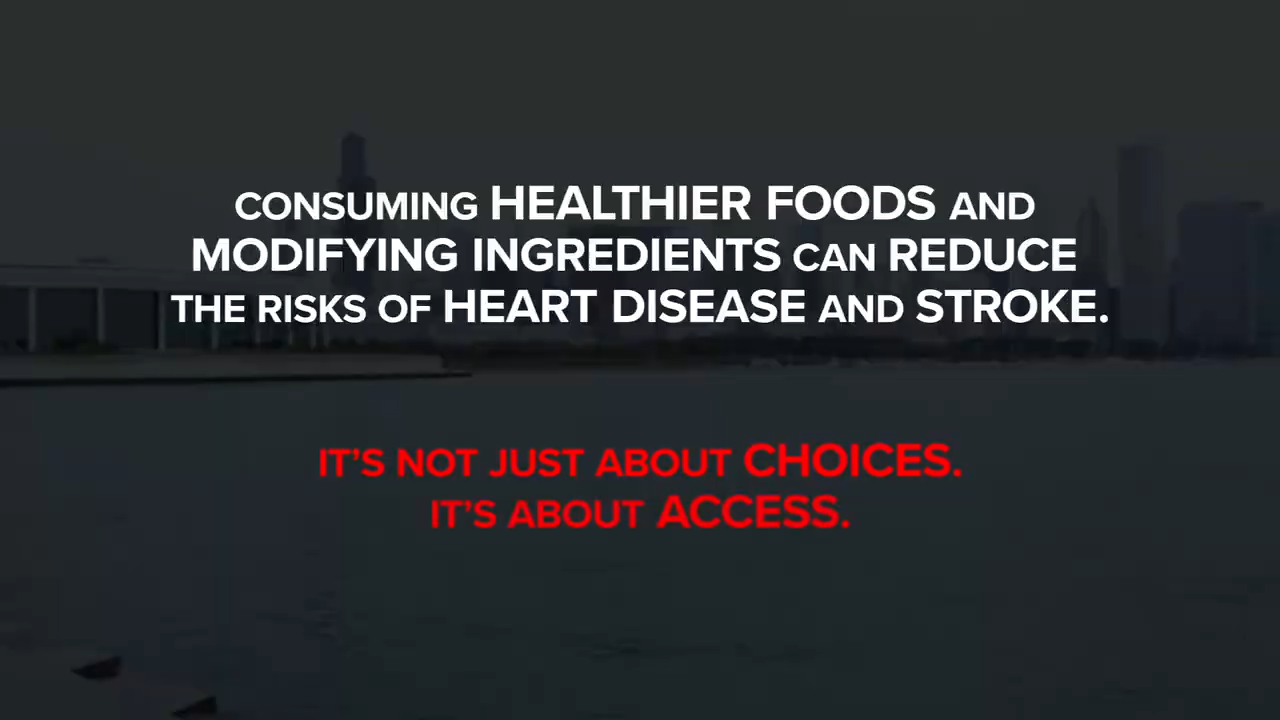 CONSUMING HEALTHIER FOODS AND
MODIFYING INGREDIENTS CAN REDUCE
THE RISKS OF HEART DISEASE AND STROKE.
IT'S NOT JUST ABOUT CHOICES.
IT'S ABOUT ACCESS.